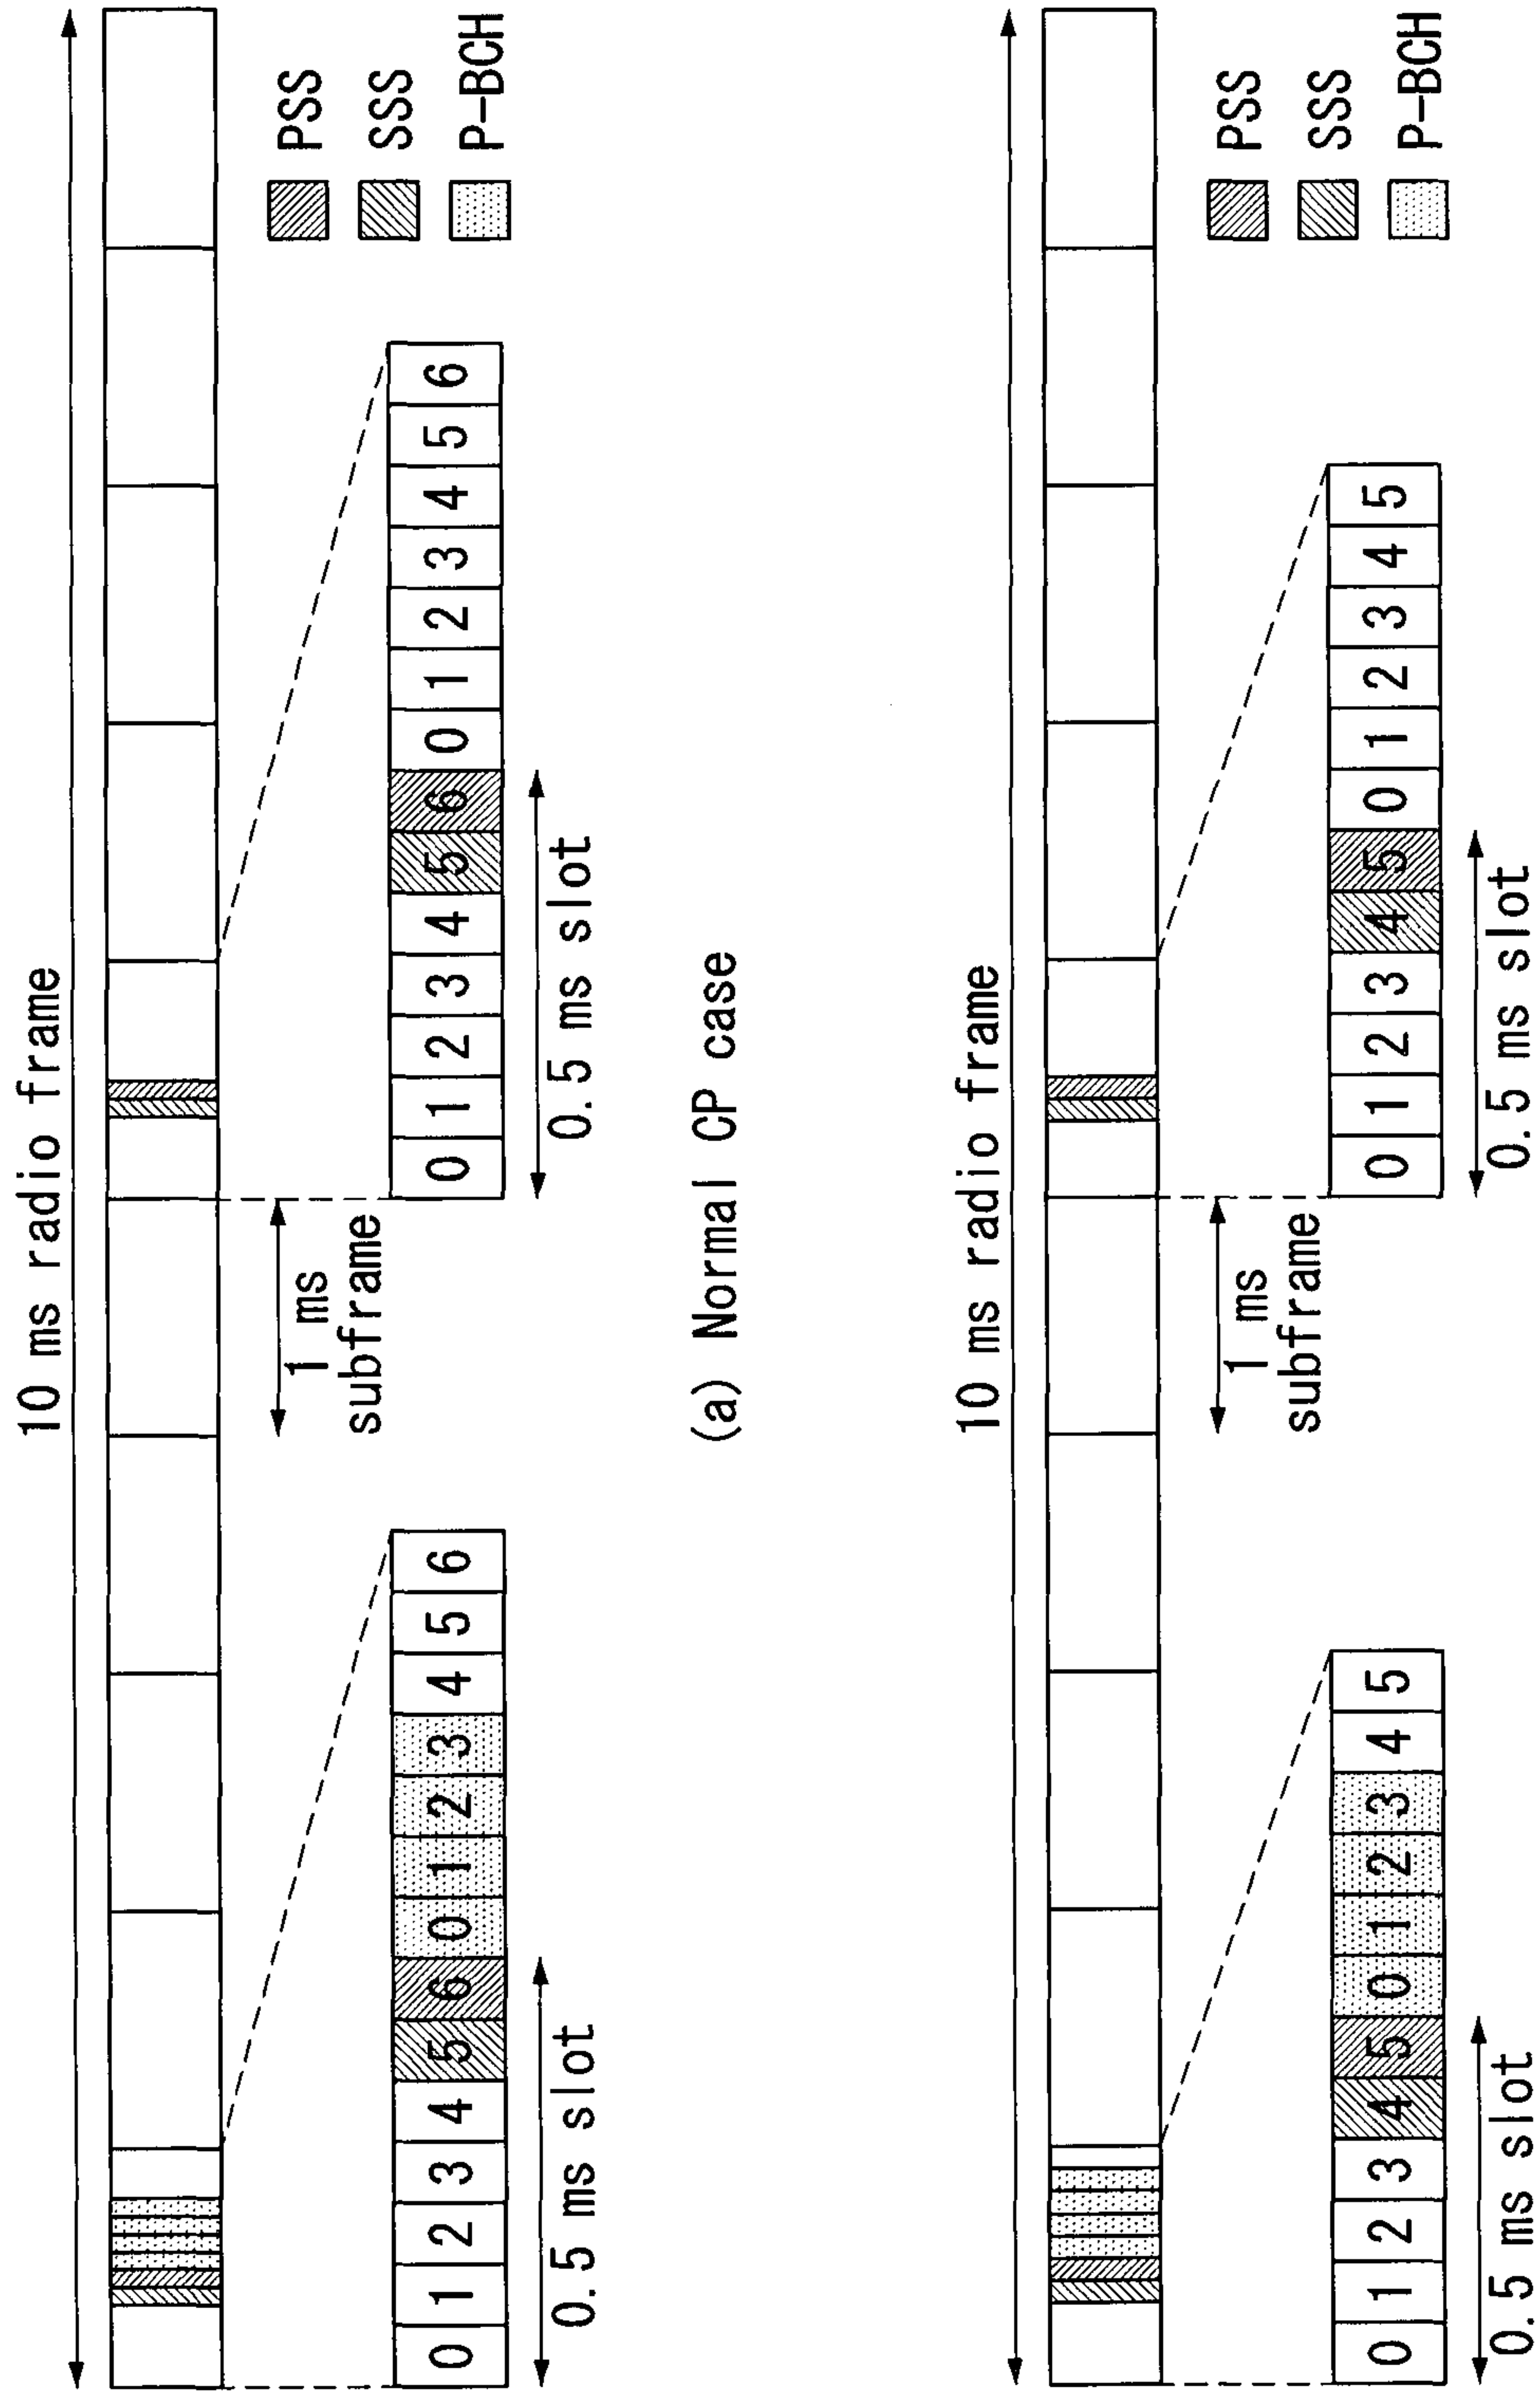 10 ms radio frame
PSS
SSS
P-BCH
1 ms
subframe
0 1 2 3 4 5 6 0 1 2 3 4 5 6
0 1 2 3 4 5 6 0 1 2 3 4 5 6
0.5 ms slot
0.5 ms slot
(a) Normal CP case
10 ms radio frame
PSS
SSS
P-BCH
1 ms
subframe
0 1 2 3 4 5 0 1 2 3 4 5
0 1 2 3 4 5 0 1 2 3 4 5
0.5 ms slot
0.5 ms slot